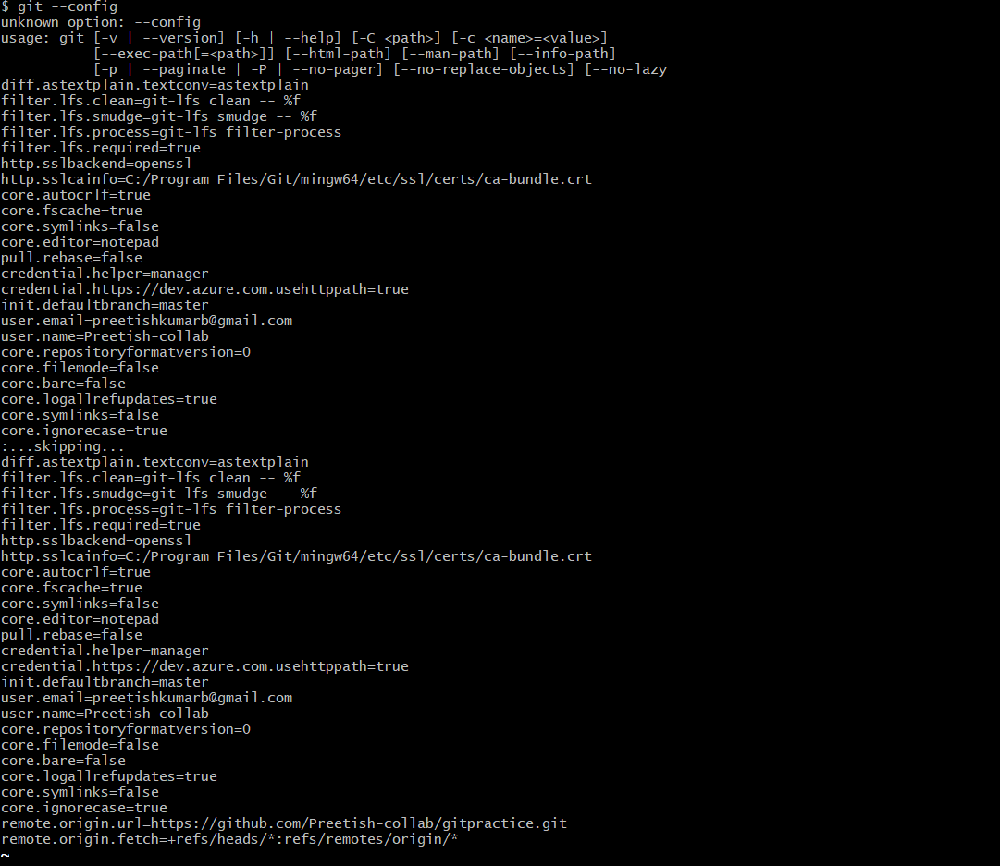 $ git --config
unknown option: --config
usage: git [-v | --version] [-h | --help] [-C <path>] [-c <name>=<value>]
           [--exec-path[=<path>]] [--html-path] [--man-path] [--info-path]
           [-p | --paginate | -P | --no-pager] [--no-replace-objects] [--no-lazy
diff.astextplain.textconv=astextplain
filter.lfs.clean=git-lfs clean -- %f
filter.lfs.smudge=git-lfs smudge -- %f
filter.lfs.process=git-lfs filter-process
filter.lfs.required=true
http.sslbackend=openssl
http.sslcainfo=C:/Program Files/Git/mingw64/etc/ssl/certs/ca-bundle.crt
core.autocrlf=true
core.fscache=true
core.symlinks=false
core.editor=notepad
pull.rebase=false
credential.helper=manager
credential.https://dev.azure.com.usehttppath=true
init.defaultbranch=master
user.email=preetishkumarb@gmail.com
user.name=Preetish-collab
core.repositoryformatversion=0
core.filemode=false
core.bare=false
core.logallrefupdates=true
core.symlinks=false
core.ignorecase=true
:...skipping...
diff.astextplain.textconv=astextplain
filter.lfs.clean=git-lfs clean -- %f
filter.lfs.smudge=git-lfs smudge -- %f
filter.lfs.process=git-lfs filter-process
filter.lfs.required=true
http.sslbackend=openssl
http.sslcainfo=C:/Program Files/Git/mingw64/etc/ssl/certs/ca-bundle.crt
core.autocrlf=true
core.fscache=true
core.symlinks=false
core.editor=notepad
pull.rebase=false
credential.helper=manager
credential.https://dev.azure.com.usehttppath=true
init.defaultbranch=master
user.email=preetishkumarb@gmail.com
user.name=Preetish-collab
core.repositoryformatversion=0
core.filemode=false
core.bare=false
core.logallrefupdates=true
core.symlinks=false
core.ignorecase=true
remote.origin.url=https://github.com/Preetish-collab/gitpractice.git
remote.origin.fetch=+refs/heads/*:refs/remotes/origin/*
~